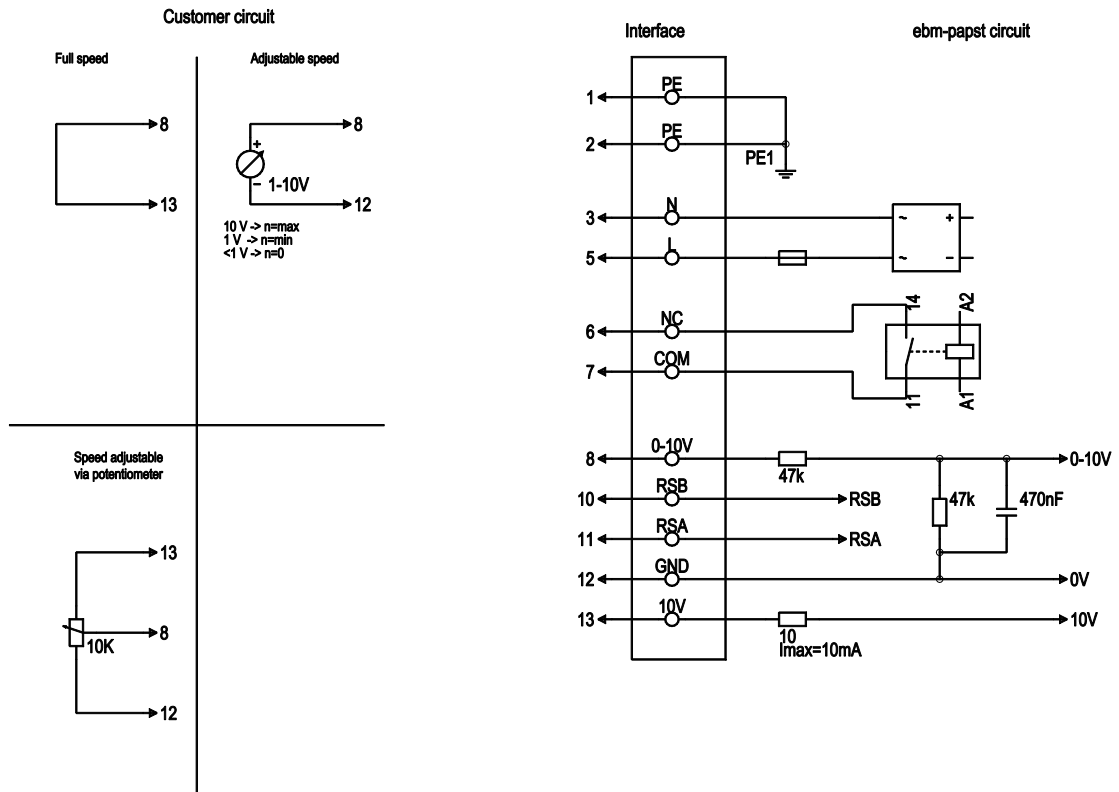 Customer circuit
Full speed
8
13
Adjustable speed
8
+
–
1-10V
12
10 V -> n=max
1 V -> n=min
<1 V -> n=0
Speed adjustable
via potentiometer
13
8
10K
12
Interface
ebm-papst circuit
1
PE
2
PE
PE1
3
N
~
+
5
L
~
–
6
NC
14
A2
7
COM
11
A1
8
0-10V
47k
0-10V
10
RSB
RSB
47k
470nF
11
RSA
RSA
12
GND
0V
13
10V
10
Imax=10mA
10V